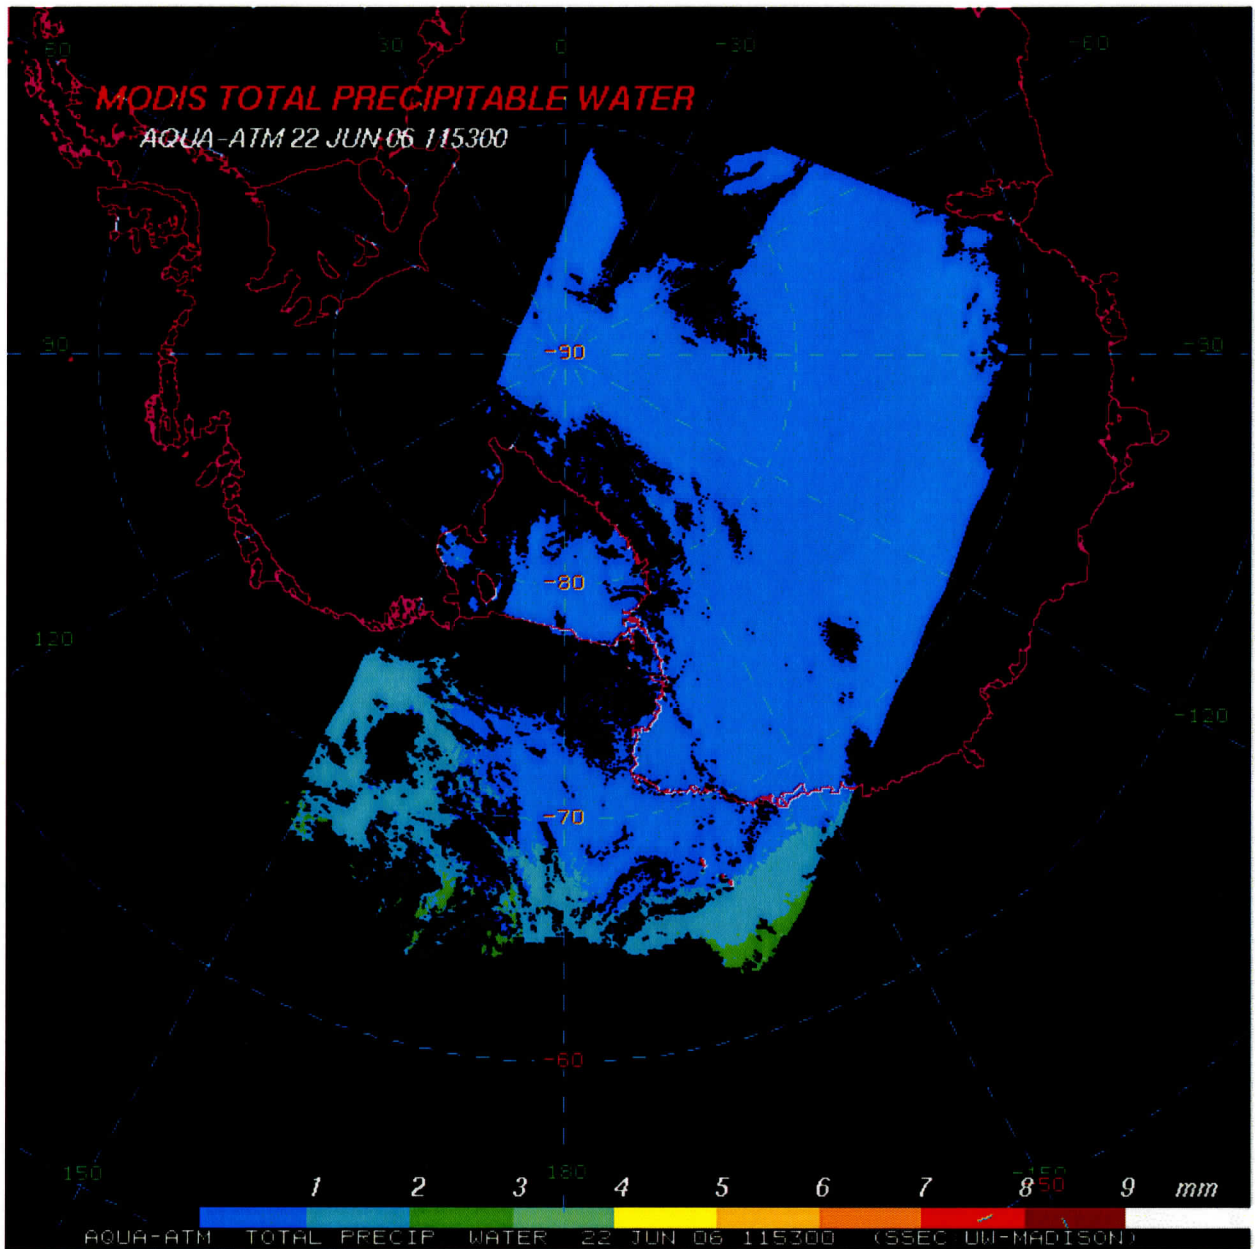 60 30 0 -30 -60
MODIS TOTAL PRECIPITABLE WATER
AQUA-ATM 22 JUN 06 115300
90 -90 -90
-80
120 -120
-70
-60
150 180 -150
50
1 2 3 4 5 6 7 8 9 mm
AQUA-ATM TOTAL PRECIP WATER 22 JUN 06 115300 (SSEC:UW-MADISON)